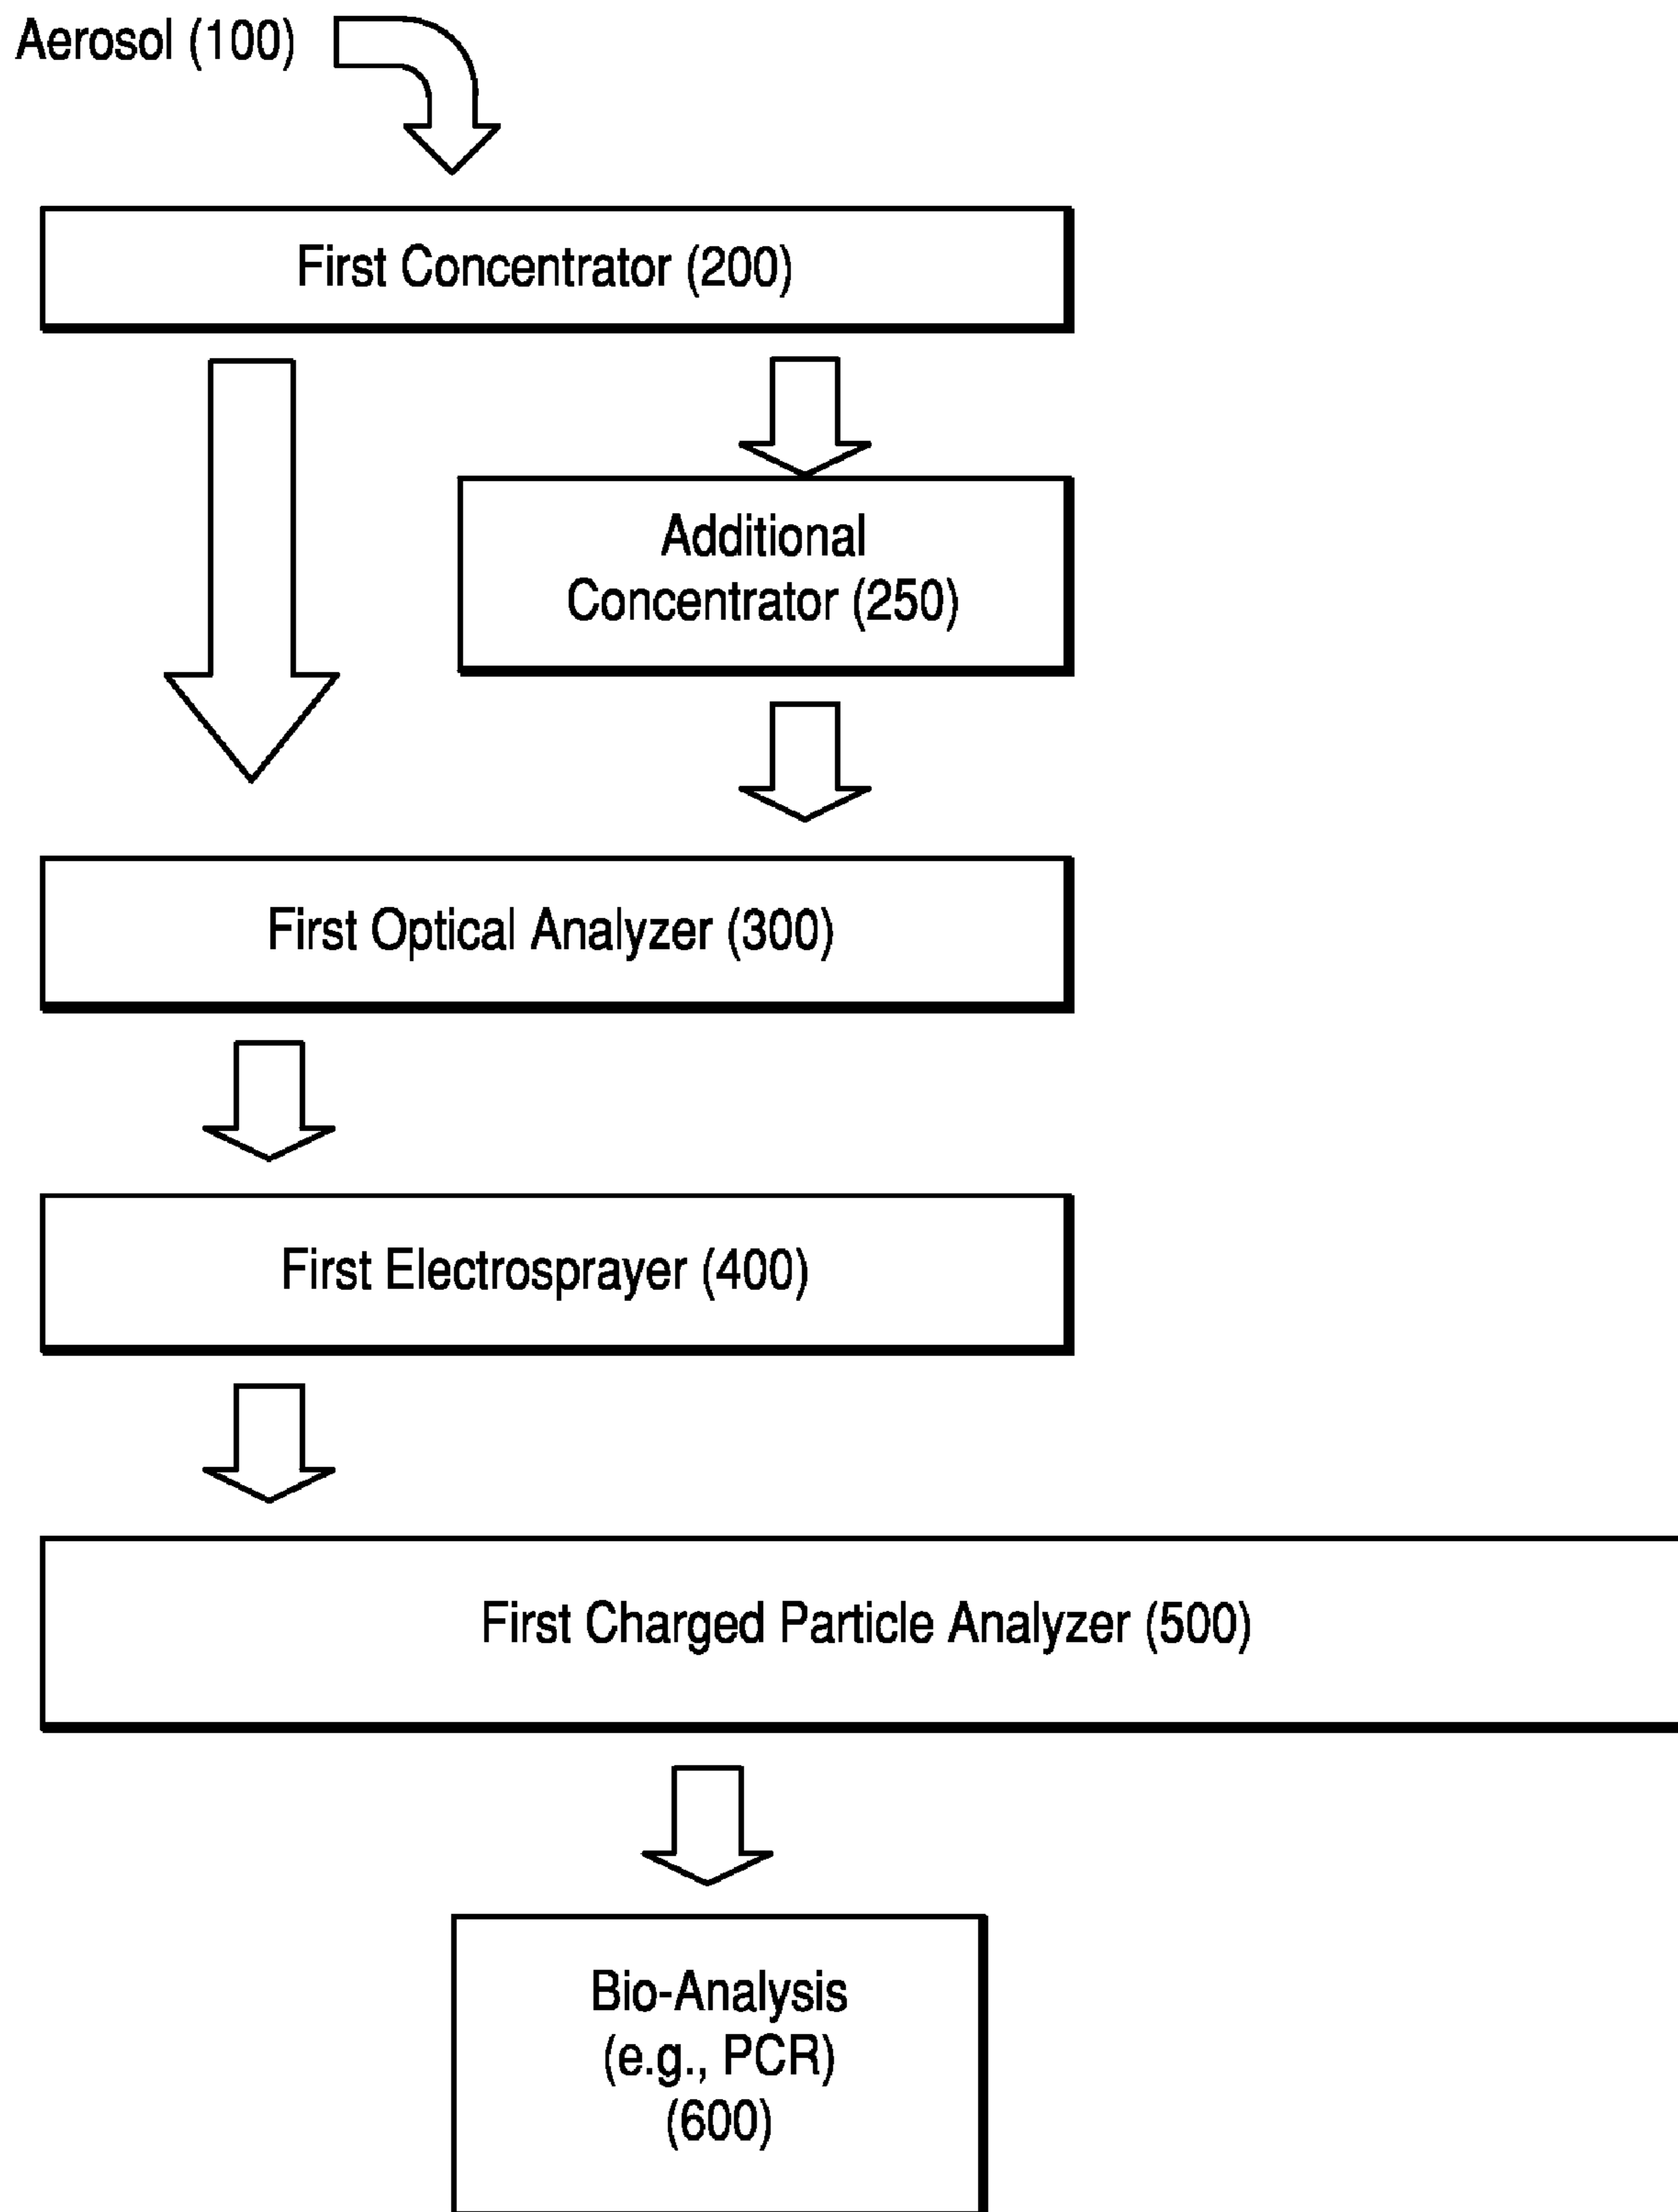 Aerosol (100)
First Concentrator (200)
Additional
Concentrator (250)
First Optical Analyzer (300)
First Electrosprayer (400)
First Charged Particle Analyzer (500)
Bio-Analysis
(e.g., PCR)
(600)